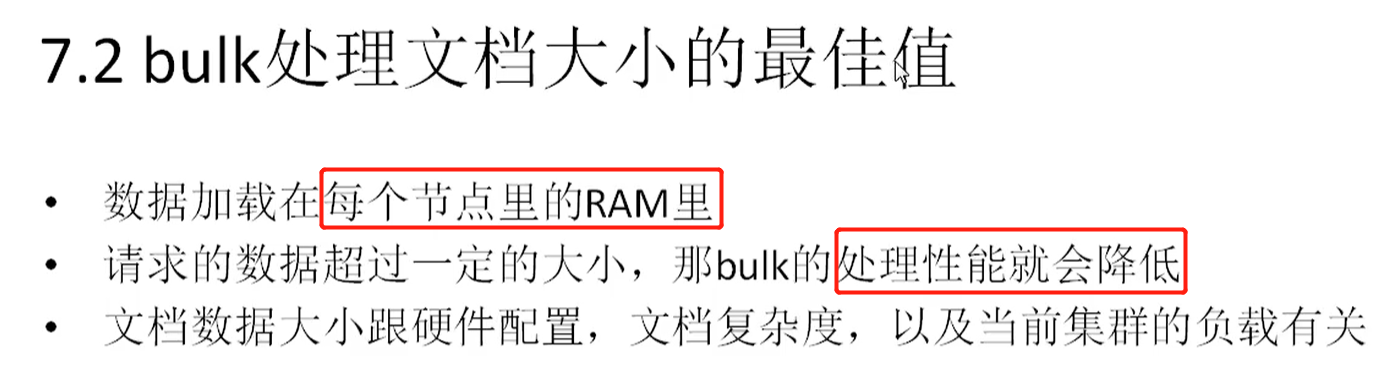 7.2 bulk处理文档大小的最佳值
• 数据加载在每个节点里的RAM里
• 请求的数据超过一定的大小，那bulk的处理性能就会降低
• 文档数据大小跟硬件配置，文档复杂度，以及当前集群的负载有关